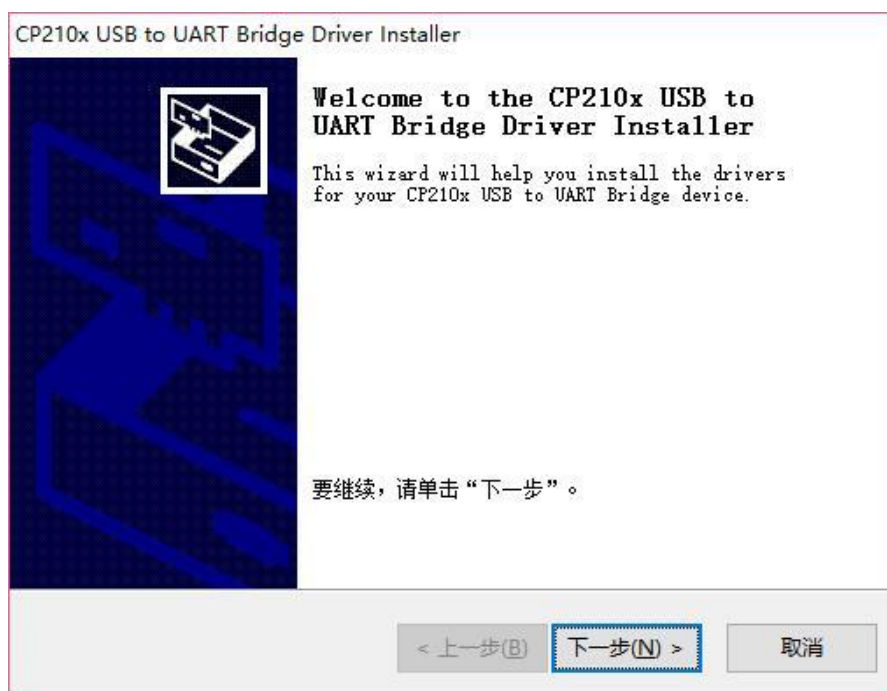 CP210x USB to UART Bridge Driver Installer
Welcome to the CP210x USB to
UART Bridge Driver Installer
This wizard will help you install the drivers
for your CP210x USB to UART Bridge device.
要继续，请单击“下一步”。
< 上一步(B)
下一步(N) >
取消